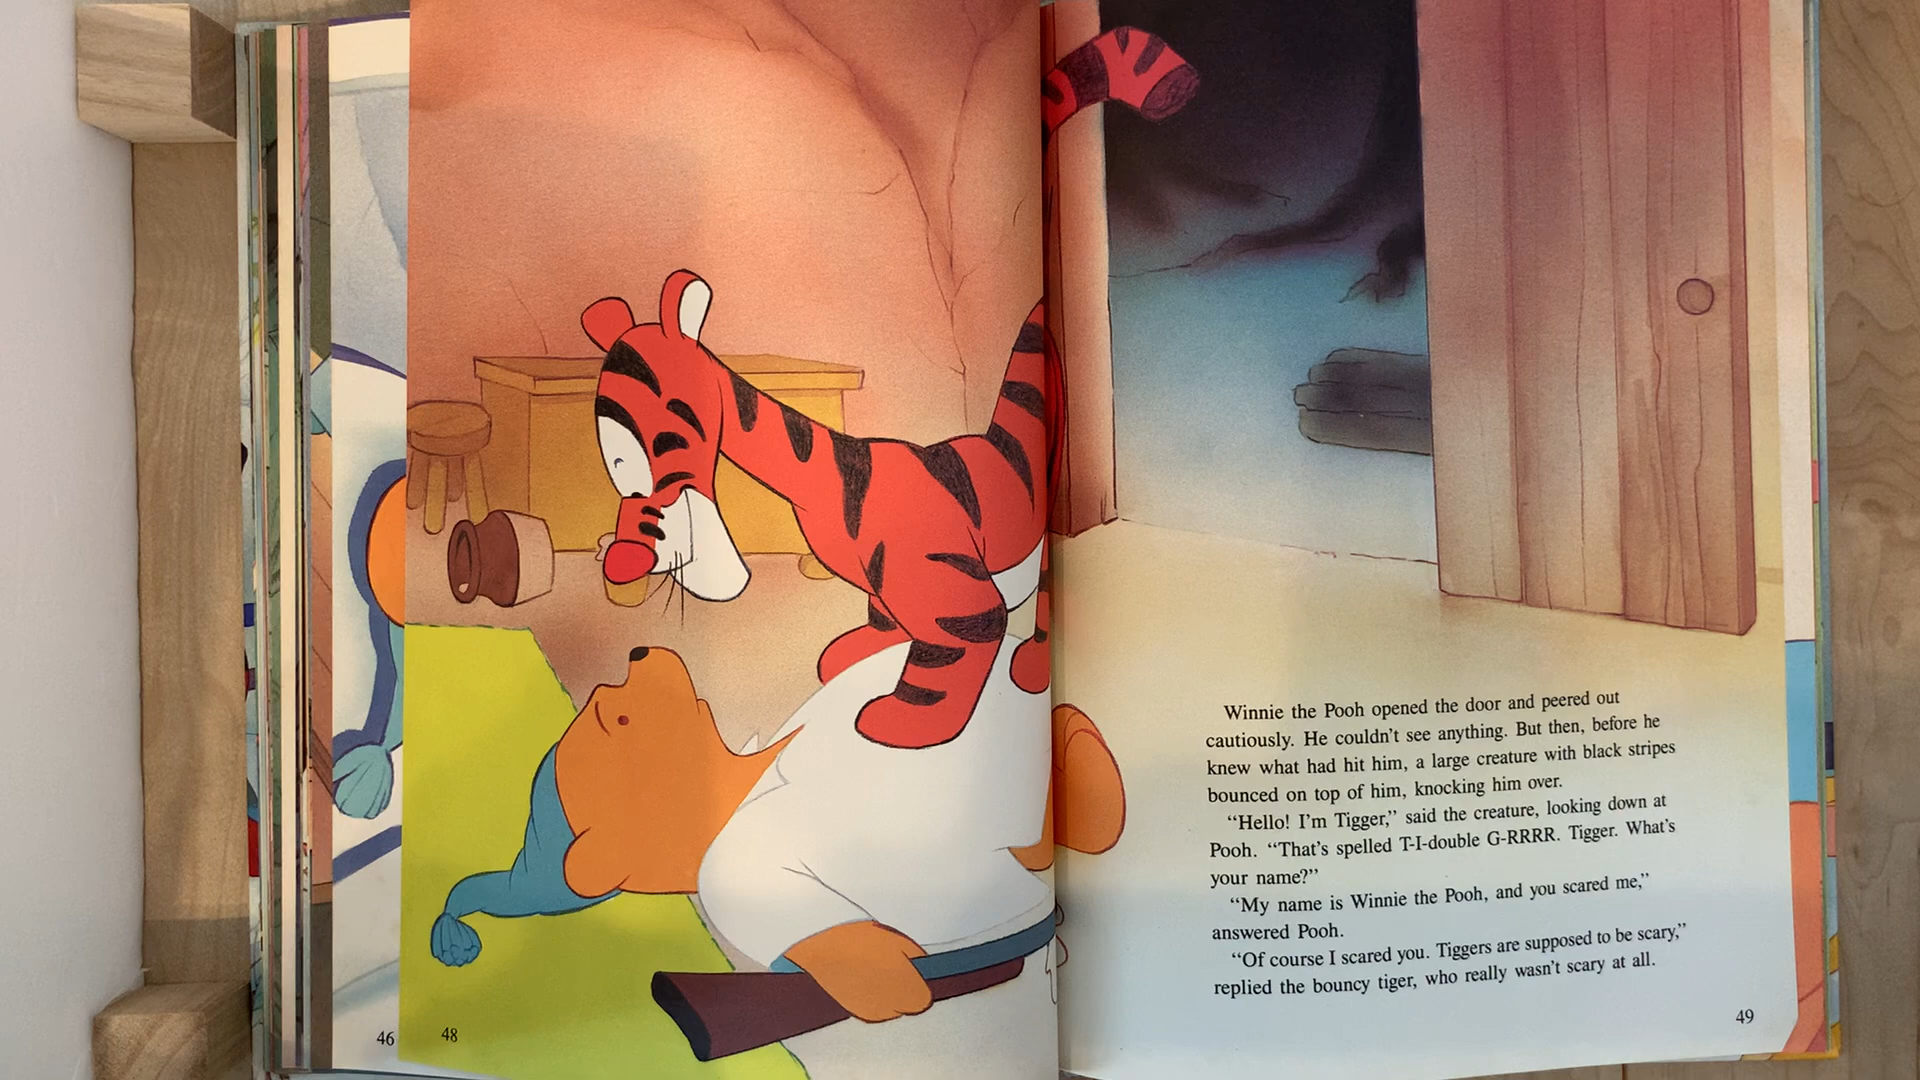 Winnie the Pooh opened the door and peered out
cautiously. He couldn't see anything. But then, before he
knew what had hit him, a large creature with black stripes
bounced on top of him, knocking him over.
“Hello! I'm Tigger,” said the creature, looking down at
Pooh. “That's spelled T-I-double G-RRRR. Tigger. What's
your name?”
“My name is Winnie the Pooh, and you scared me,”
answered Pooh.
“Of course I scared you. Tiggers are supposed to be scary,”
replied the bouncy tiger, who really wasn't scary at all.
46
48
49